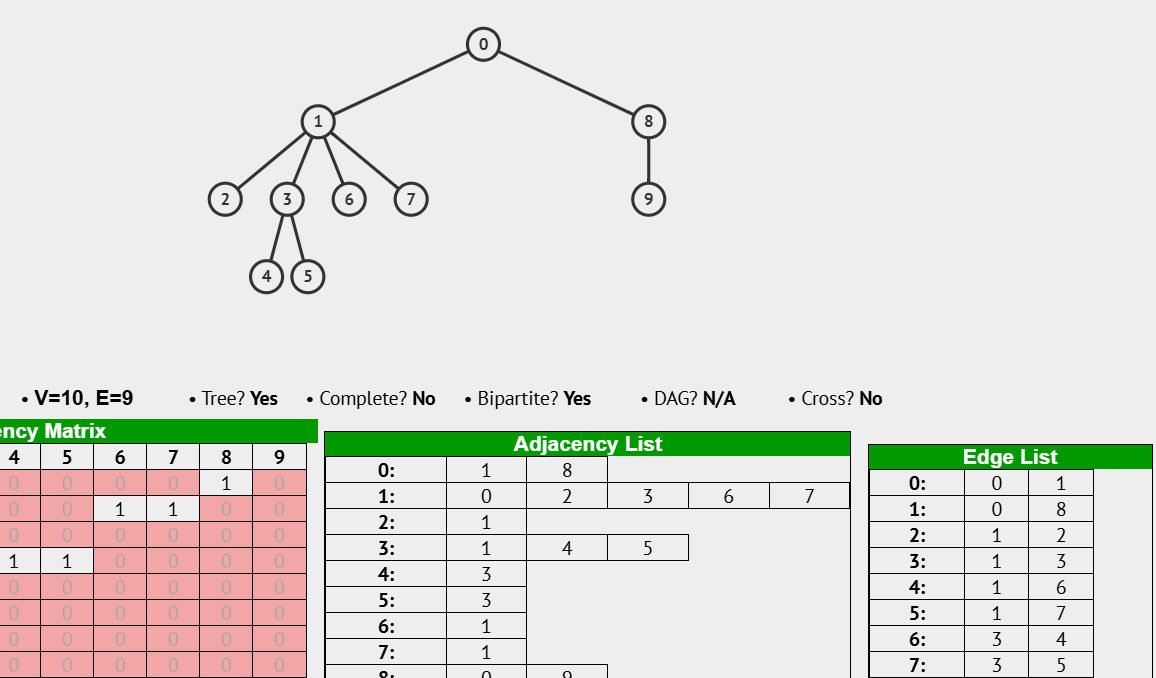 0
1 8
2 3 6 7 9
4 5
• V=10, E=9 • Tree? Yes • Complete? No • Bipartite? Yes • DAG? N/A • Cross? No
ency Matrix
4 5 6 7 8 9
0 0 0 0 1 0
0 0 1 1 0 0
0 0 0 0 0 0
1 1 0 0 0 0
0 0 0 0 0 0
0 0 0 0 0 0
0 0 0 0 0 0
0 0 0 0 0 0
Adjacency List
0: 1 8
1: 0 2 3 6 7
2: 1
3: 1 4 5
4: 3
5: 3
6: 1
7: 1
8: 0 9
Edge List
0: 0 1
1: 0 8
2: 1 2
3: 1 3
4: 1 6
5: 1 7
6: 3 4
7: 3 5